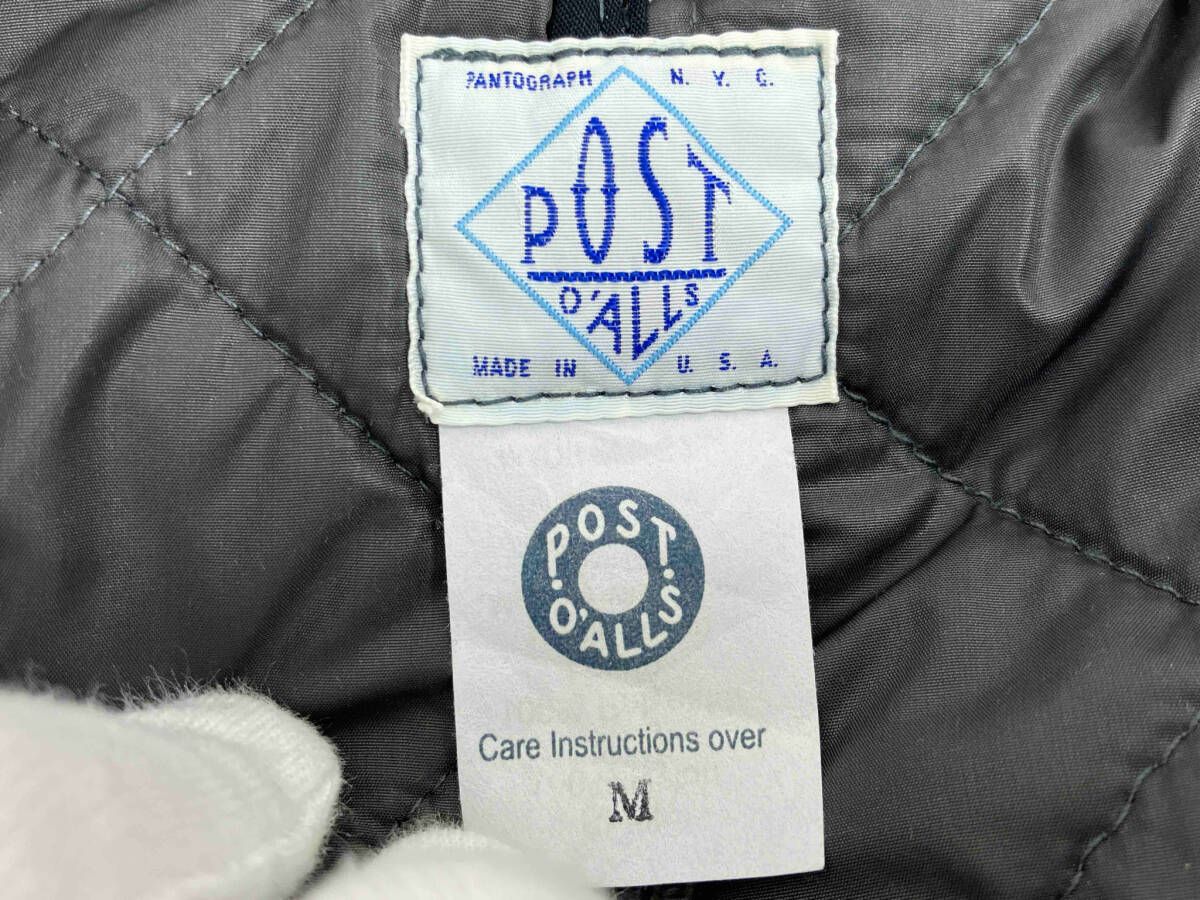 PANTOGRAPH N. Y. C.
POST
O'ALLS
MADE IN U. S. A.
POST
O'ALLS
Care Instructions over
M